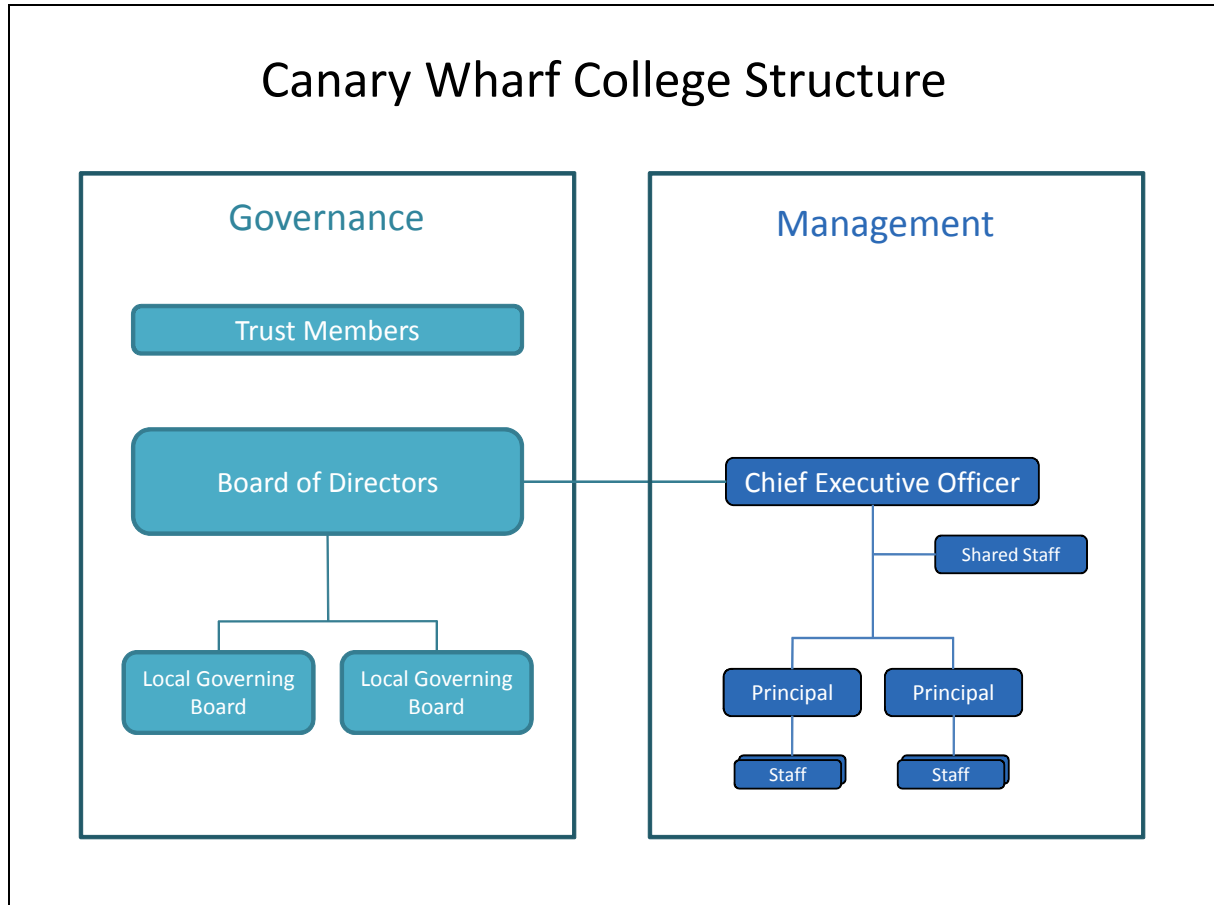 Canary Wharf College Structure
Governance
Trust Members
Board of Directors
Local Governing
Board
Local Governing
Board
Management
Chief Executive Officer
Shared Staff
Principal
Principal
Staff
Staff